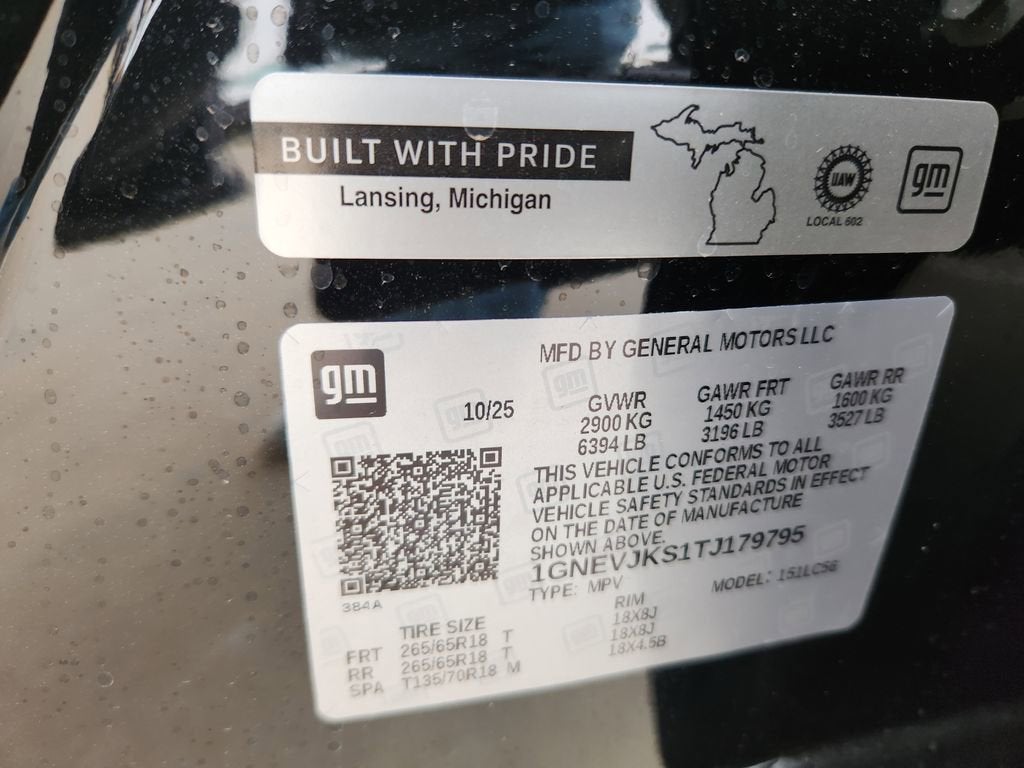 BUILT WITH PRIDE
Lansing, Michigan
UAW
LOCAL 602
gm
gm
MFD BY GENERAL MOTORS LLC
10/25
GVWR
2900 KG
6394 LB
GAWR FRT
1450 KG
3196 LB
GAWR RR
1600 KG
3527 LB
THIS VEHICLE CONFORMS TO ALL
APPLICABLE U.S. FEDERAL MOTOR
VEHICLE SAFETY STANDARDS IN EFFECT
ON THE DATE OF MANUFACTURE
SHOWN ABOVE.
1GNEVJKS1TJ179795
TYPE: MPV MODEL: 151LC56
384A
TIRE SIZE RIM
FRT 265/65R18 T 18X8J
RR 265/65R18 T 18X8J
SPA T135/70R18 M 18X4.5B